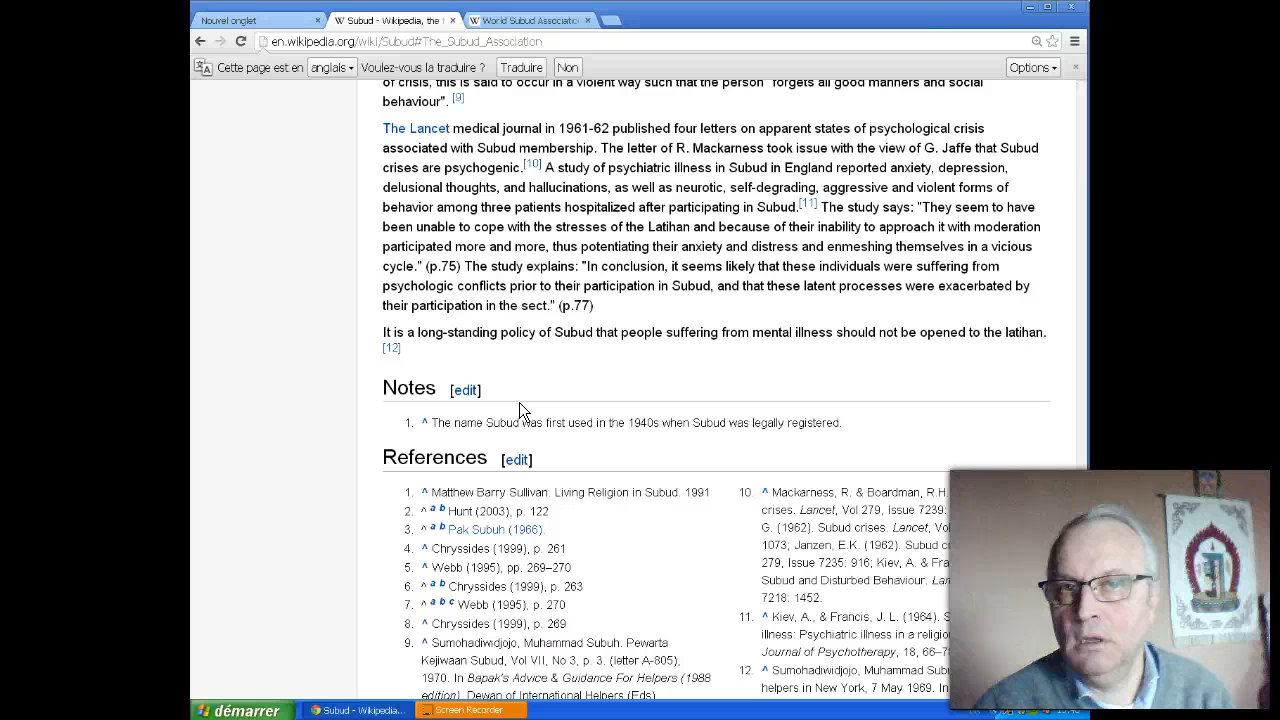 Nouvel onglet
Subud - Wikipedia, the
World Subud Association
en.wikipedia.org/wiki/Subud#The_Subud_Association
Cette page est en anglais Voulez-vous la traduire ? Traduire Non Options
of crisis, this is said to occur in a violent way such that the person "forgets all good manners and social
behaviour". [9]
The Lancet medical journal in 1961-62 published four letters on apparent states of psychological crisis
associated with Subud membership. The letter of R. Mackarness took issue with the view of G. Jaffe that Subud
crises are psychogenic.[10] A study of psychiatric illness in Subud in England reported anxiety, depression,
delusional thoughts, and hallucinations, as well as neurotic, self-degrading, aggressive and violent forms of
behavior among three patients hospitalized after participating in Subud.[11] The study says: "They seem to have
been unable to cope with the stresses of the Latihan and because of their inability to approach it with moderation
participated more and more, thus potentiating their anxiety and distress and enmeshing themselves in a vicious
cycle." (p.75) The study explains: "In conclusion, it seems likely that these individuals were suffering from
psychologic conflicts prior to their participation in Subud, and that these latent processes were exacerbated by
their participation in the sect." (p.77)
It is a long-standing policy of Subud that people suffering from mental illness should not be opened to the latihan.
[12]
Notes [edit]
1. ^ The name Subud was first used in the 1940s when Subud was legally registered.
References [edit]
1. ^ Matthew Barry Sullivan. Living Religion in Subud. 1991
2. ^ a b Hunt (2003), p. 122
3. ^ a b Pak Subuh (1966).
4. ^ Chryssides (1999), p. 261
5. ^ Webb (1995), pp. 269–270
6. ^ a b Chryssides (1999), p. 263
7. ^ a b c Webb (1995), p. 270
8. ^ Chryssides (1999), p. 269
9. ^ Sumohadiwidjojo, Muhammad Subuh. Pewarta
Kejiwaan Subud, Vol VII, No.3, p. 3. (letter A-805),
1970. In Bapak's Advice & Guidance For Helpers (1988
edition). Dewan of International Helpers (Eds)
10. ^ Mackarness, R. & Boardman, R.H.
crises. Lancet, Vol 279, Issue 7239:
G. (1962). Subud crises. Lancet, Vo
1073; Janzen, E.K. (1962). Subud c
279, Issue 7235: 916; Kiev, A. & Fra
Subud and Disturbed Behaviour. Lan
7218: 1452.
11. ^ Kiev, A., & Francis, J. L. (1964). S
illness: Psychiatric illness in a religio
Journal of Psychotherapy, 18, 66–7
12. ^ Sumohadiwidjojo, Muhammad Sub
helpers in New York, 7 May 1969. In
démarrer
Subud - Wikipedia...
Screen Recorder